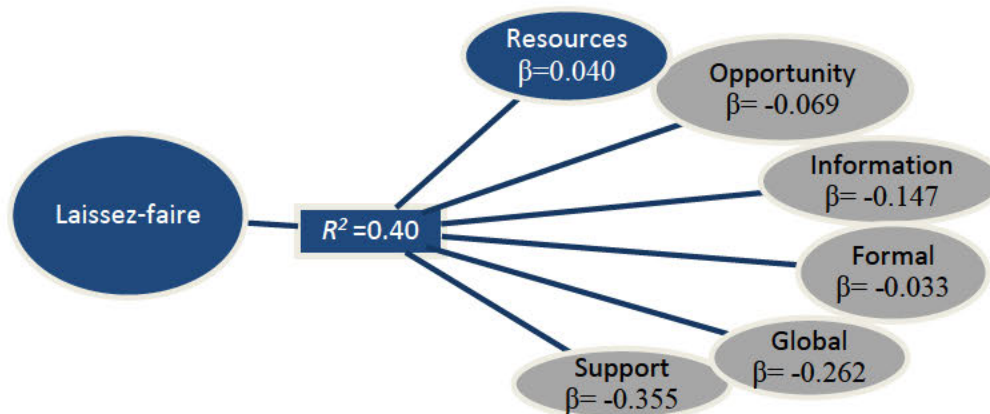 Resources
β=0.040
Opportunity
β= -0.069
Information
β= -0.147
Laissez-faire
R² =0.40
Formal
β= -0.033
Global
β= -0.262
Support
β= -0.355